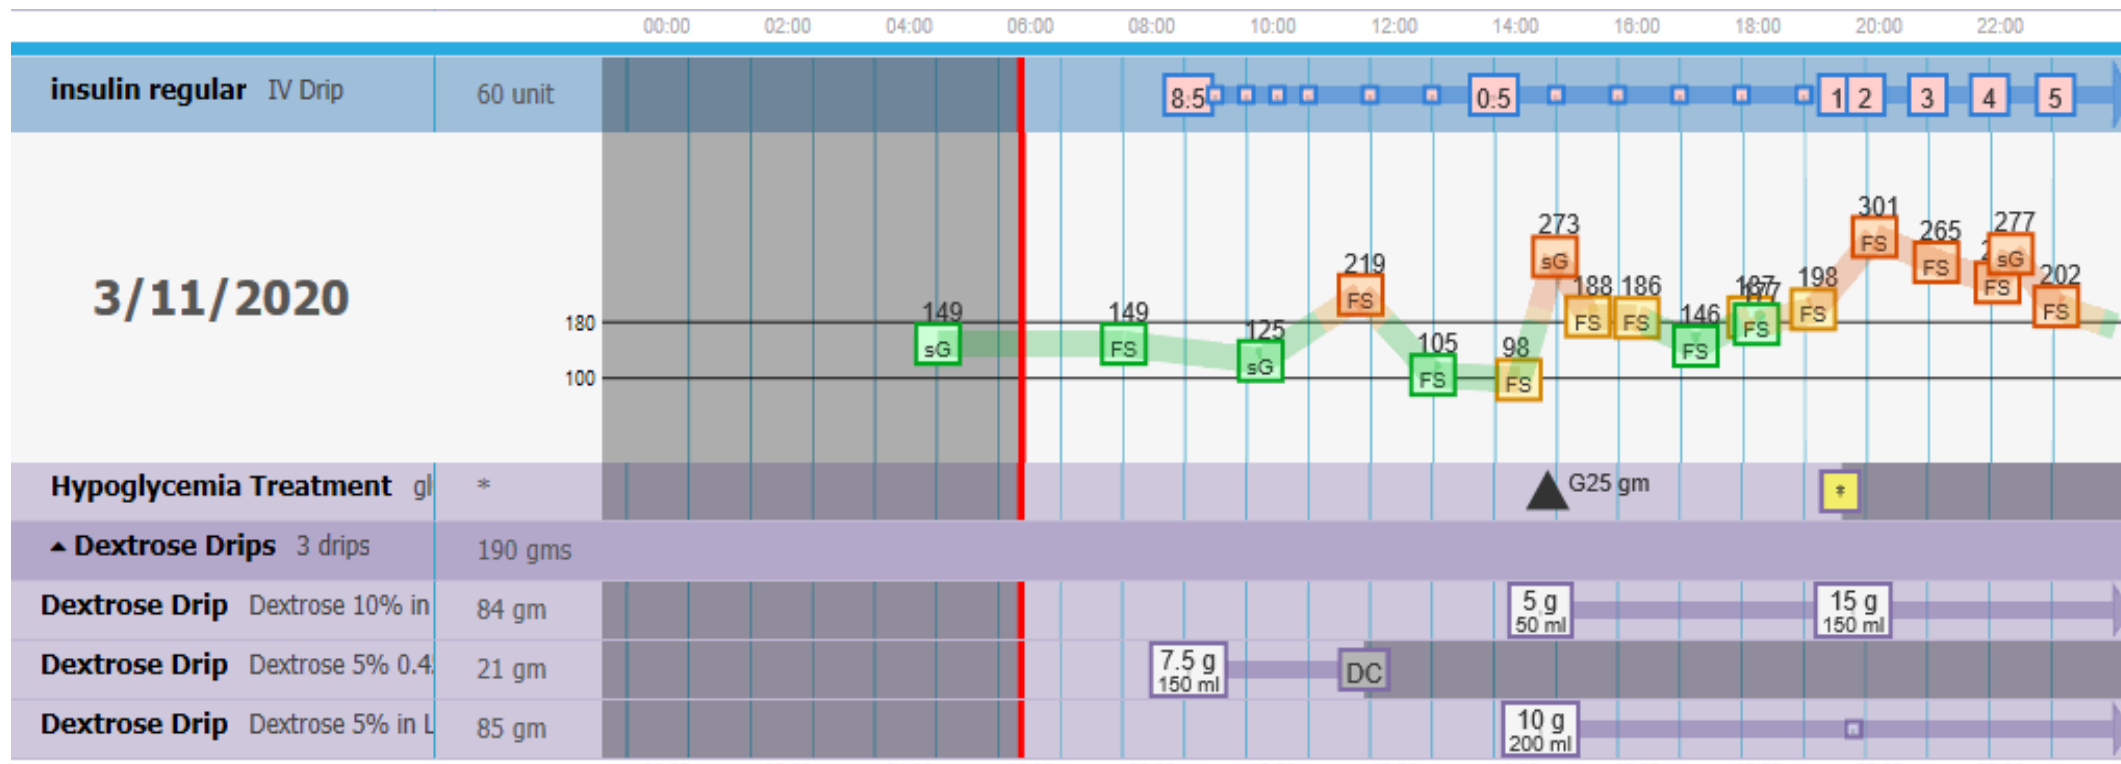 00:00 02:00 04:00 06:00 08:00 10:00 12:00 14:00 16:00 18:00 20:00 22:00
insulin regular IV Drip 60 unit 8.5 0.5 1 2 3 4 5
3/11/2020
180
100
149 sG
149 FS
125 sG
219 FS
105 FS
98 FS
273 sG
188 FS
186 FS
146 FS
187
177 FS
198 FS
301 FS
265 FS
FS
277 sG
202 FS
Hypoglycemia Treatment gl * G25 gm *
Dextrose Drips 3 drips 190 gms
Dextrose Drip Dextrose 10% in 84 gm 5 g 15 g
50 ml 150 ml
Dextrose Drip Dextrose 5% 0.4 21 gm 7.5 g DC
150 ml
Dextrose Drip Dextrose 5% in L 85 gm 10 g
200 ml